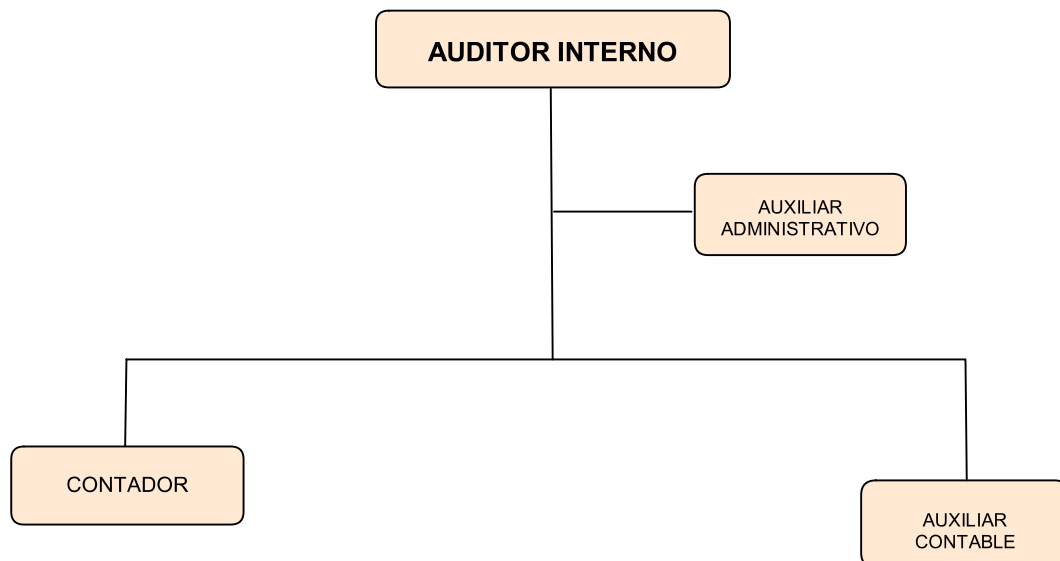 AUDITOR INTERNO
AUXILIAR
ADMINISTRATIVO
CONTADOR
AUXILIAR
CONTABLE